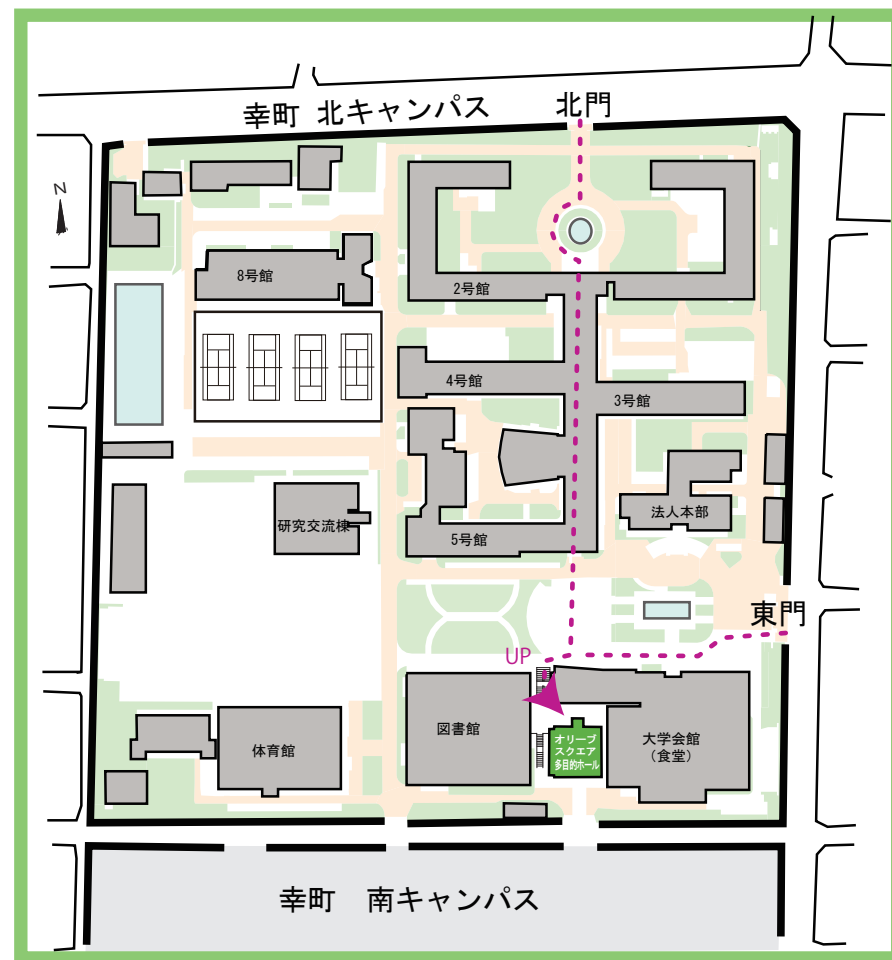 幸町 北キャンパス
北門
N
8号館
2号館
4号館
3号館
研究交流棟
5号館
法人本部
東門
UP
図書館
オリーブ
スクエア
多目的ホール
大学会館
(食堂)
体育館
幸町　南キャンパス